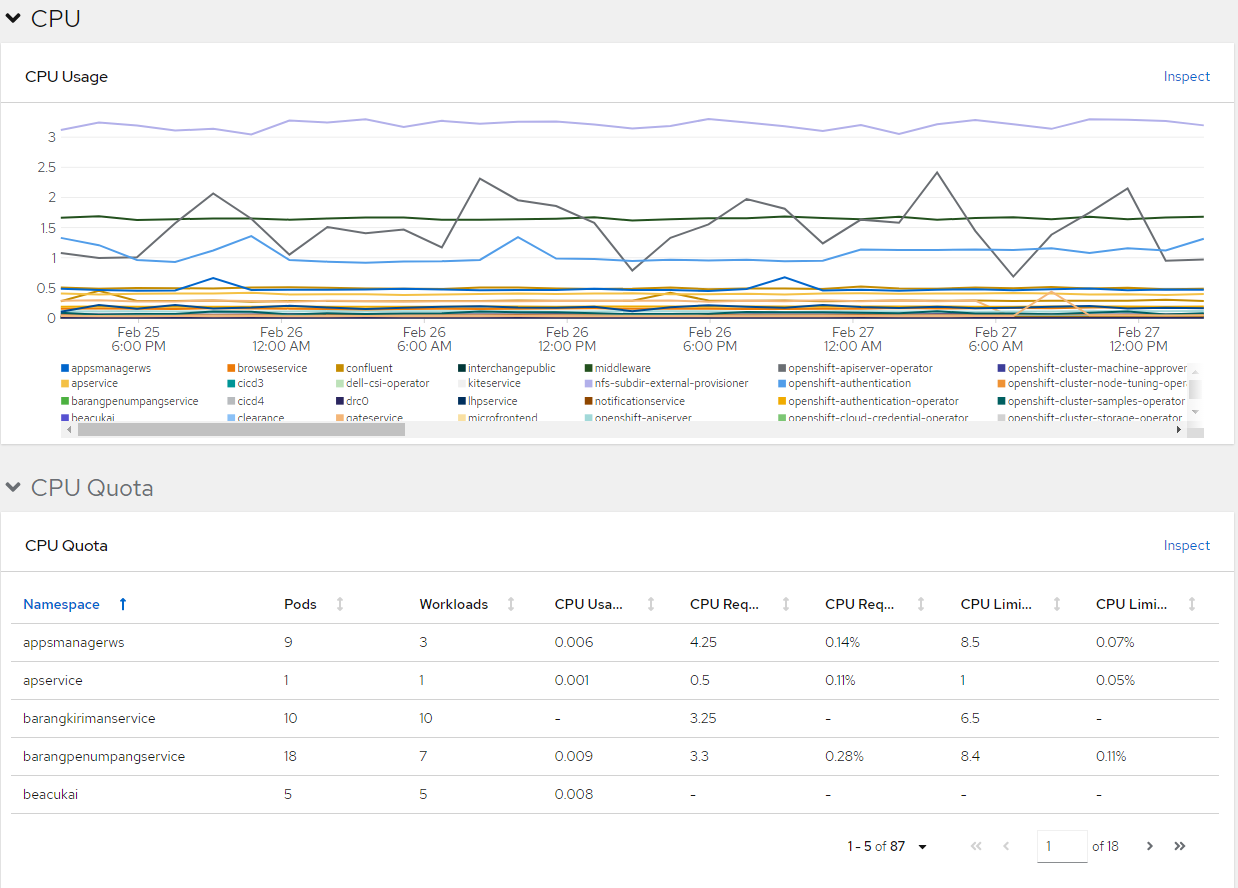 CPU
CPU Usage Inspect
3
2.5
2
1.5
1
0.5
0
Feb 25 Feb 26 Feb 26 Feb 26 Feb 26 Feb 27 Feb 27 Feb 27
6:00 PM 12:00 AM 6:00 AM 12:00 PM 6:00 PM 12:00 AM 6:00 AM 12:00 PM
appsmanagerws browseservice confluent interchangepublic middleware openshift-apiserver-operator openshift-cluster-machine-approver
apservice cicd3 dell-csi-operator kiteservice nfs-subdir-external-provisioner openshift-authentication openshift-cluster-node-tuning-oper
barangpenumpangservice cicd4 drc0 lhpservice notificationservice openshift-authentication-operator openshift-cluster-samples-operator
beacukai clearance gateservice microfrontend openshift-apiserver openshift-cloud-credential-operator openshift-cluster-storage-operator
CPU Quota
CPU Quota Inspect
Namespace Pods Workloads CPU Usa... CPU Req... CPU Req... CPU Limi... CPU Limi...
appsmanagerws 9 3 0.006 4.25 0.14% 8.5 0.07%
apservice 1 1 0.001 0.5 0.11% 1 0.05%
barangkirimanservice 10 10 - 3.25 - 6.5 -
barangpenumpangservice 18 7 0.009 3.3 0.28% 8.4 0.11%
beacukai 5 5 0.008 - - - -
1 - 5 of 87 1 of 18